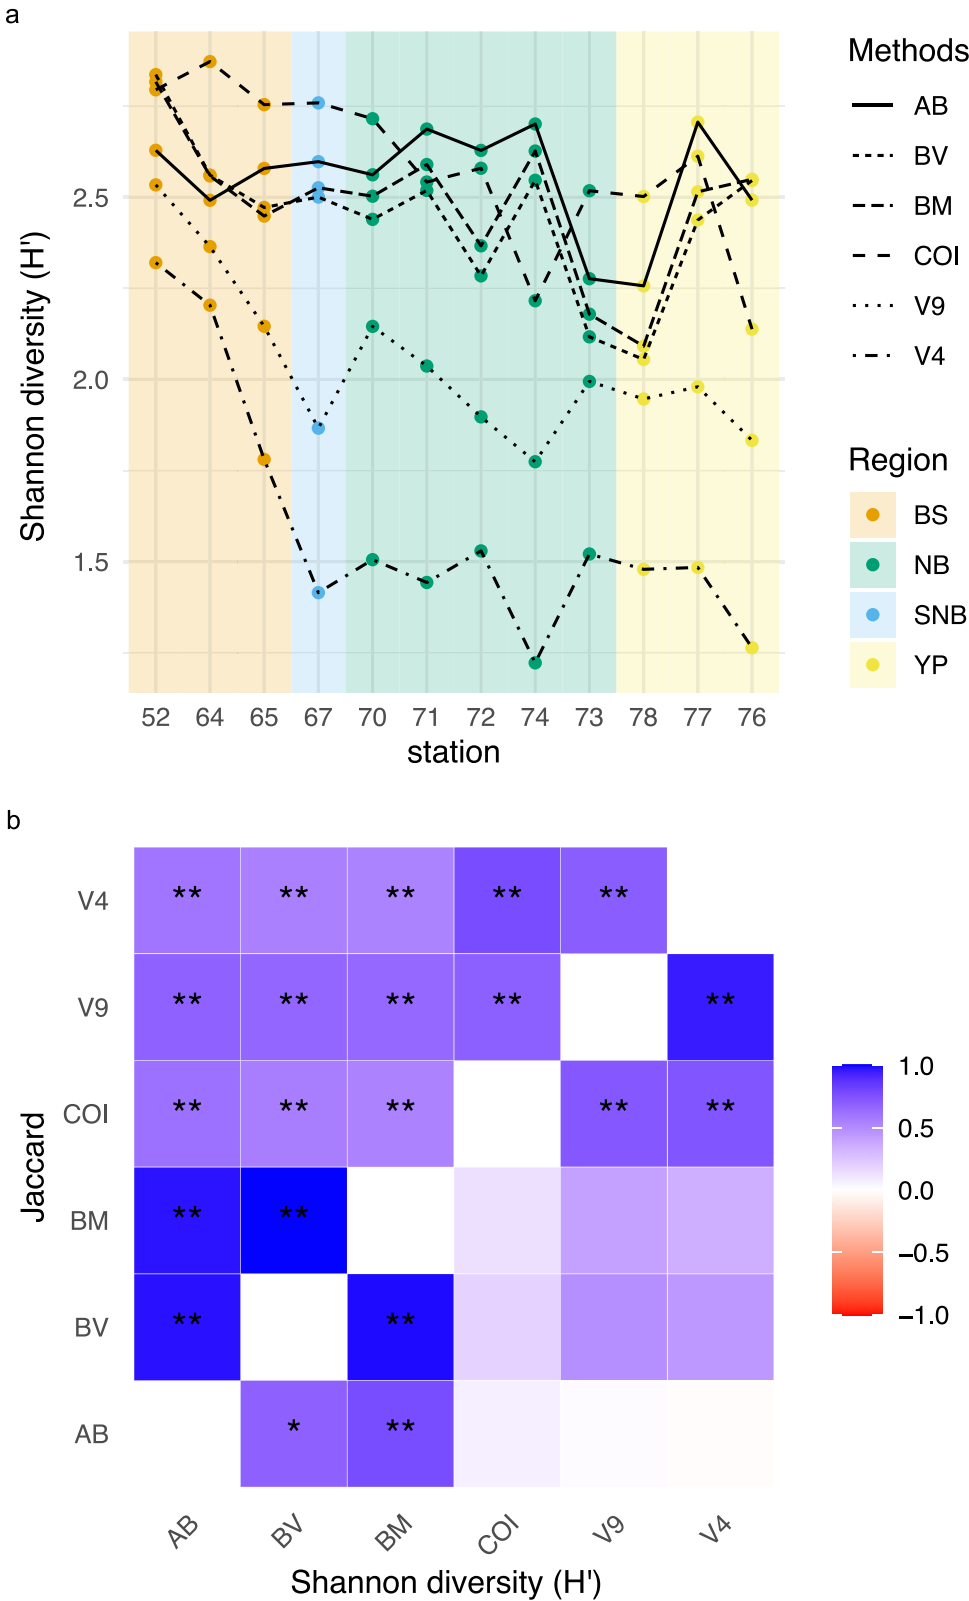 a
Shannon diversity (H')
2.5
2.0
1.5
52 64 65 67 70 71 72 74 73 78 77 76
station
Methods
AB
BV
BM
COI
V9
V4
Region
BS
NB
SNB
YP
b
Jaccard
V4 ** ** ** ** **
V9 ** ** ** ** **
COI ** ** ** ** **
BM ** **
BV ** **
AB * **
AB BV BM COI V9 V4
Shannon diversity (H')
1.0
0.5
0.0
−0.5
−1.0